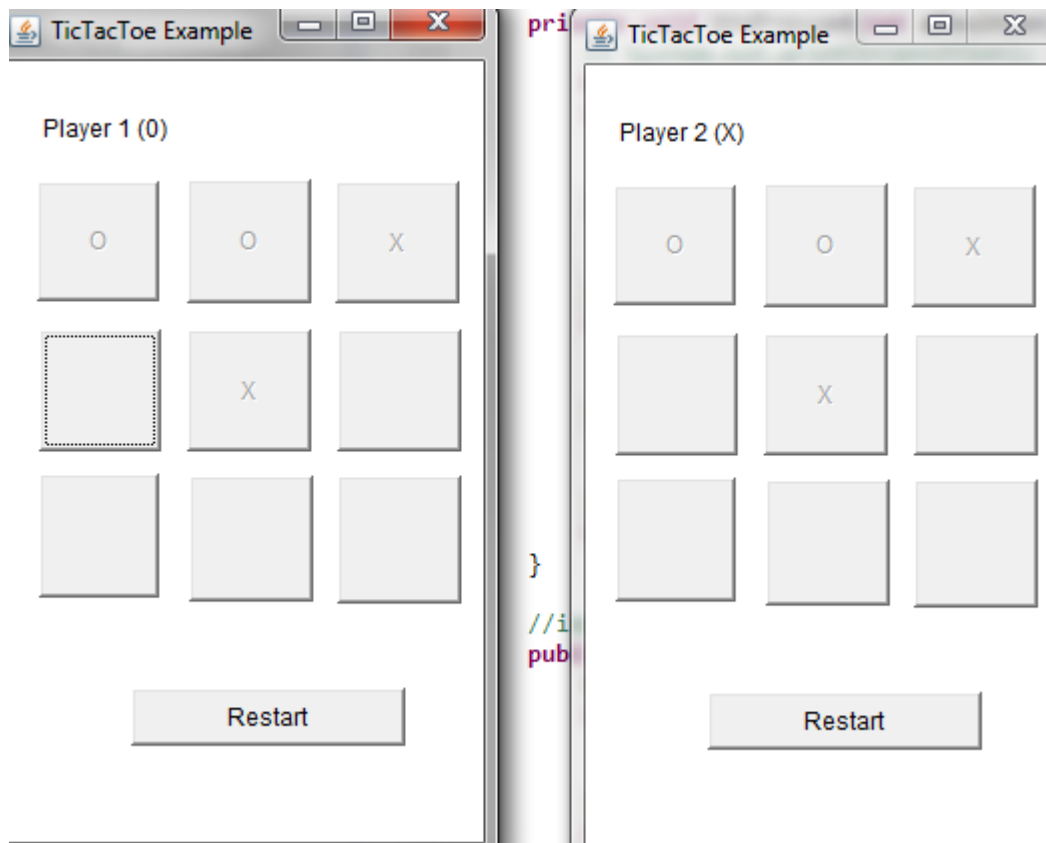 TicTacToe Example
Player 1 (0)
O O X
X
Restart
pri
}
//i
pub
TicTacToe Example
Player 2 (X)
O O X
X
Restart